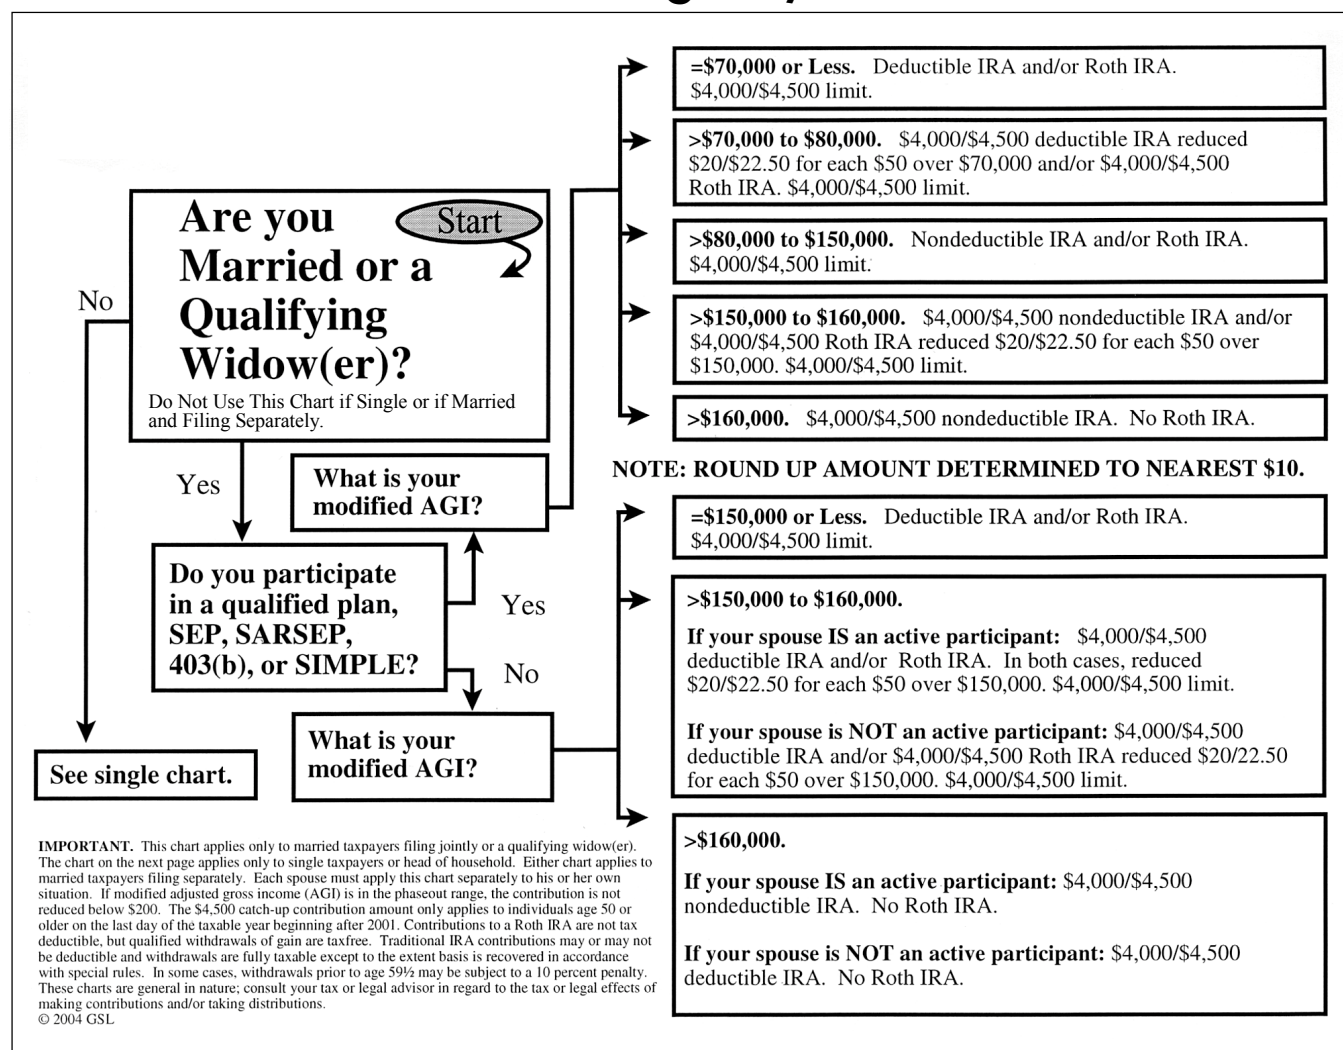 =$70,000 or Less. Deductible IRA and/or Roth IRA.
$4,000/$4,500 limit.
>$70,000 to $80,000. $4,000/$4,500 deductible IRA reduced
$20/$22.50 for each $50 over $70,000 and/or $4,000/$4,500
Roth IRA. $4,000/$4,500 limit.
Are you
Married or a
Qualifying
Widow(er)?
Start
Do Not Use This Chart if Single or if Married
and Filing Separately.
No
>$80,000 to $150,000. Nondeductible IRA and/or Roth IRA.
$4,000/$4,500 limit.
>$150,000 to $160,000. $4,000/$4,500 nondeductible IRA and/or
$4,000/$4,500 Roth IRA reduced $20/$22.50 for each $50 over
$150,000. $4,000/$4,500 limit.
>$160,000. $4,000/$4,500 nondeductible IRA. No Roth IRA.
Yes
What is your
modified AGI?
NOTE: ROUND UP AMOUNT DETERMINED TO NEAREST $10.
=$150,000 or Less. Deductible IRA and/or Roth IRA.
$4,000/$4,500 limit.
Do you participate
in a qualified plan,
SEP, SARSEP,
403(b), or SIMPLE?
Yes
No
>$150,000 to $160,000.
If your spouse IS an active participant: $4,000/$4,500
deductible IRA and/or Roth IRA. In both cases, reduced
$20/$22.50 for each $50 over $150,000. $4,000/$4,500 limit.
If your spouse is NOT an active participant: $4,000/$4,500
deductible IRA and/or $4,000/$4,500 Roth IRA reduced $20/22.50
for each $50 over $150,000. $4,000/$4,500 limit.
What is your
modified AGI?
See single chart.
>$160,000.
If your spouse IS an active participant: $4,000/$4,500
nondeductible IRA. No Roth IRA.
If your spouse is NOT an active participant: $4,000/$4,500
deductible IRA. No Roth IRA.
IMPORTANT. This chart applies only to married taxpayers filing jointly or a qualifying widow(er).
The chart on the next page applies only to single taxpayers or head of household. Either chart applies to
married taxpayers filing separately. Each spouse must apply this chart separately to his or her own
situation. If modified adjusted gross income (AGI) is in the phaseout range, the contribution is not
reduced below $200. The $4,500 catch-up contribution amount only applies to individuals age 50 or
older on the last day of the taxable year beginning after 2001. Contributions to a Roth IRA are not tax
deductible, but qualified withdrawals of gain are taxfree. Traditional IRA contributions may or may not
be deductible and withdrawals are fully taxable except to the extent basis is recovered in accordance
with special rules. In some cases, withdrawals prior to age 59½ may be subject to a 10 percent penalty.
These charts are general in nature; consult your tax or legal advisor in regard to the tax or legal effects of
making contributions and/or taking distributions.
© 2004 GSL